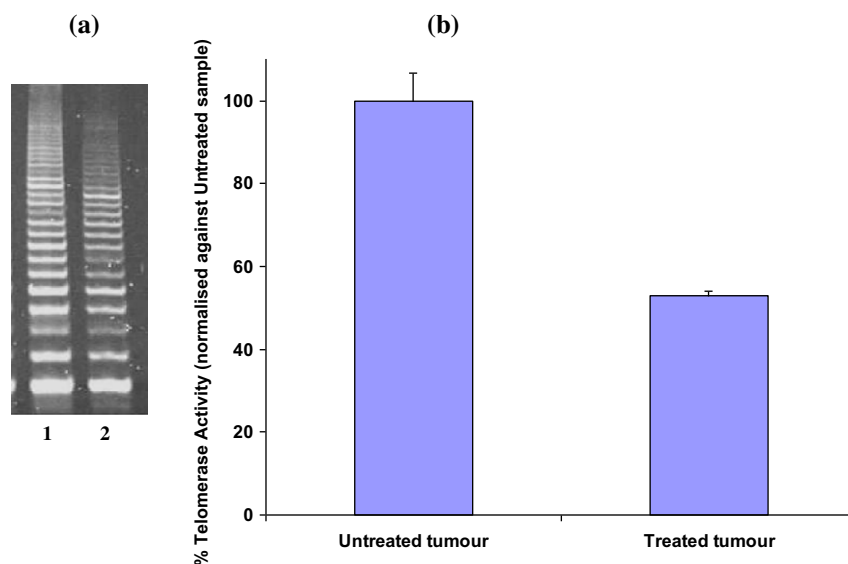 (a)
(b)
% Telomerase Activity (normalised against Untreated sample)
100
80
60
40
20
0
1 2
Untreated tumour Treated tumour